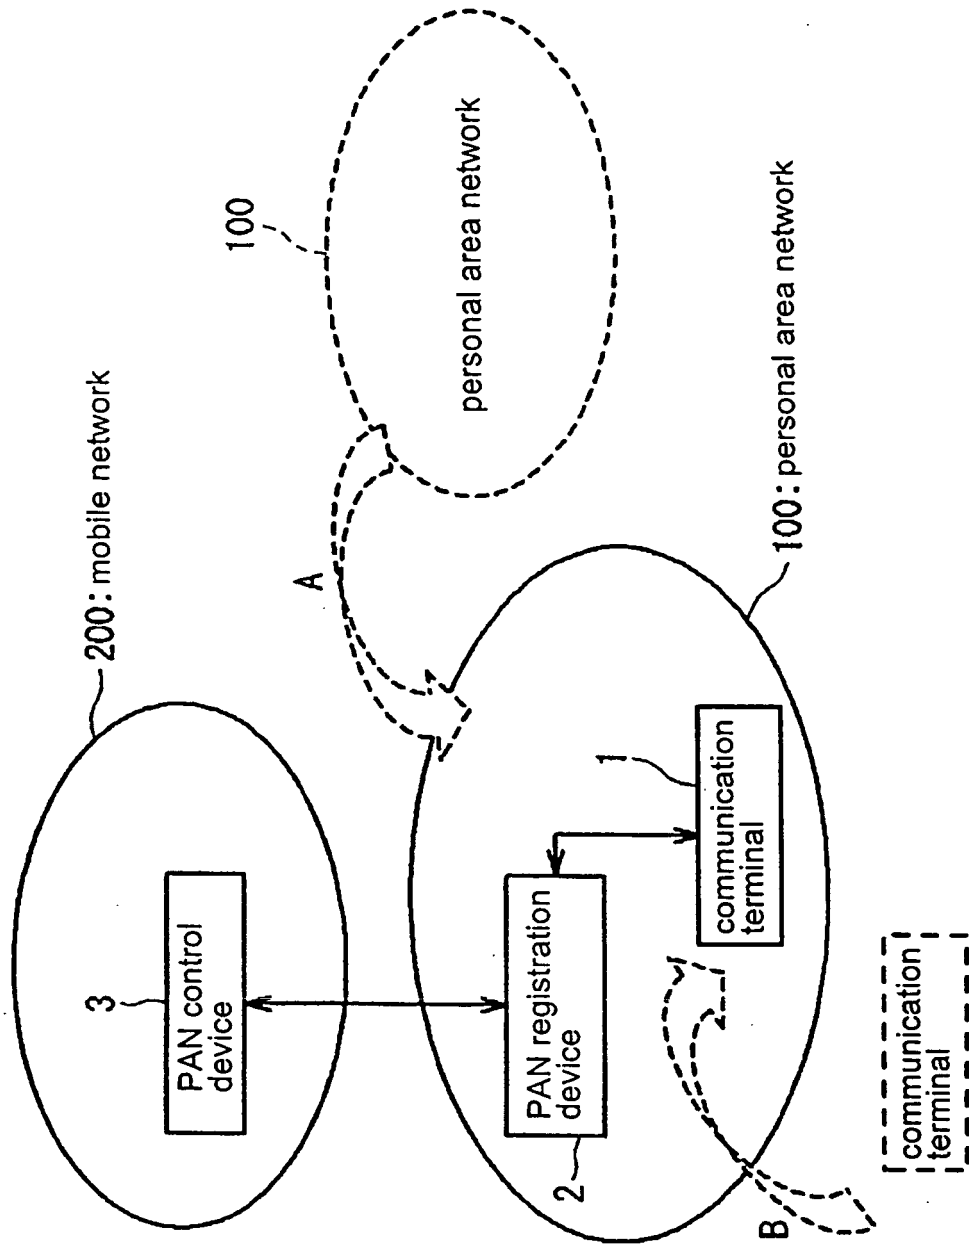 200: mobile network
3
PAN control
device
A
100
personal area network
2
PAN registration
device
1
communication
terminal
100: personal area network
B
communication
terminal